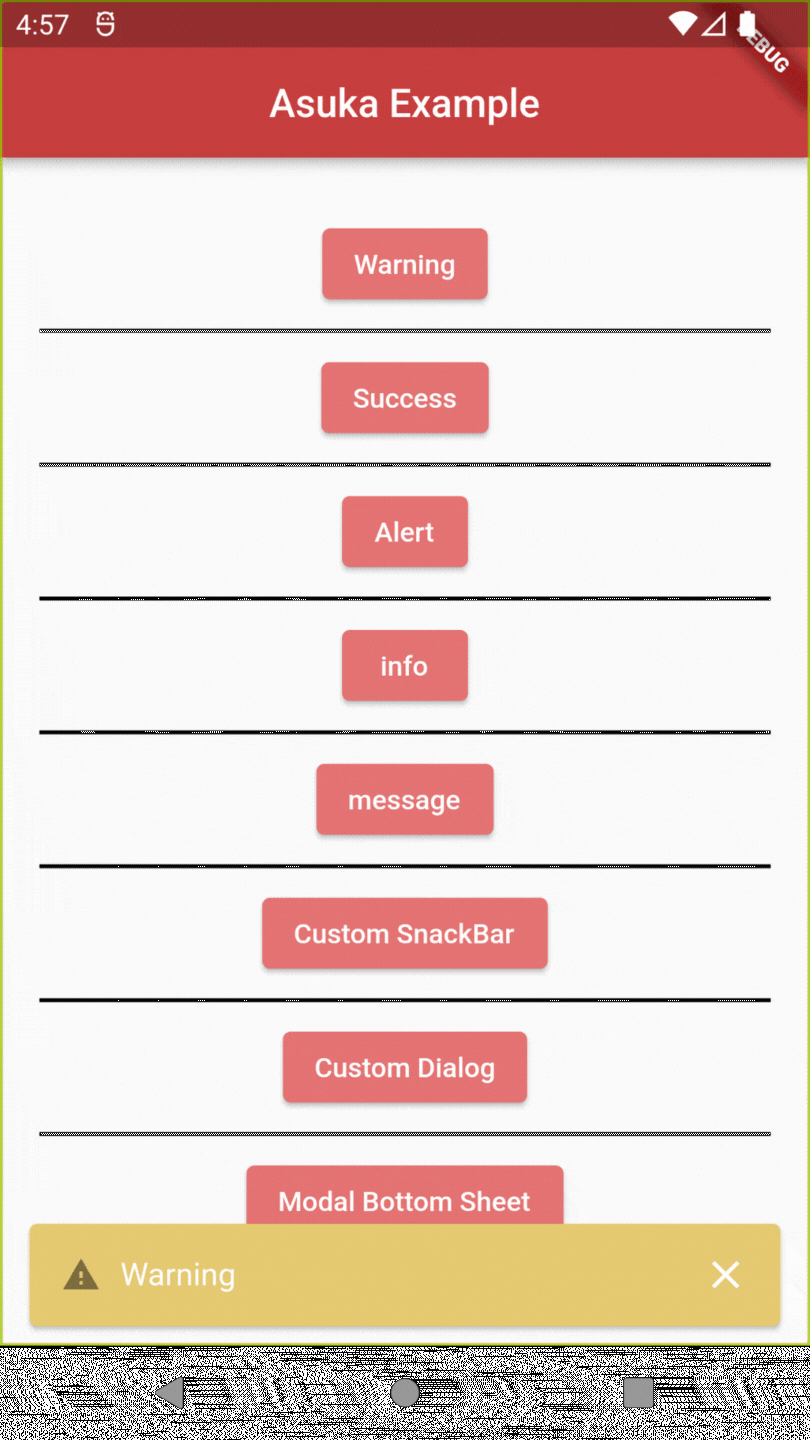 4:57
DEBUG
Asuka Example
Warning
Success
Alert
info
message
Custom SnackBar
Custom Dialog
Modal Bottom Sheet
Warning